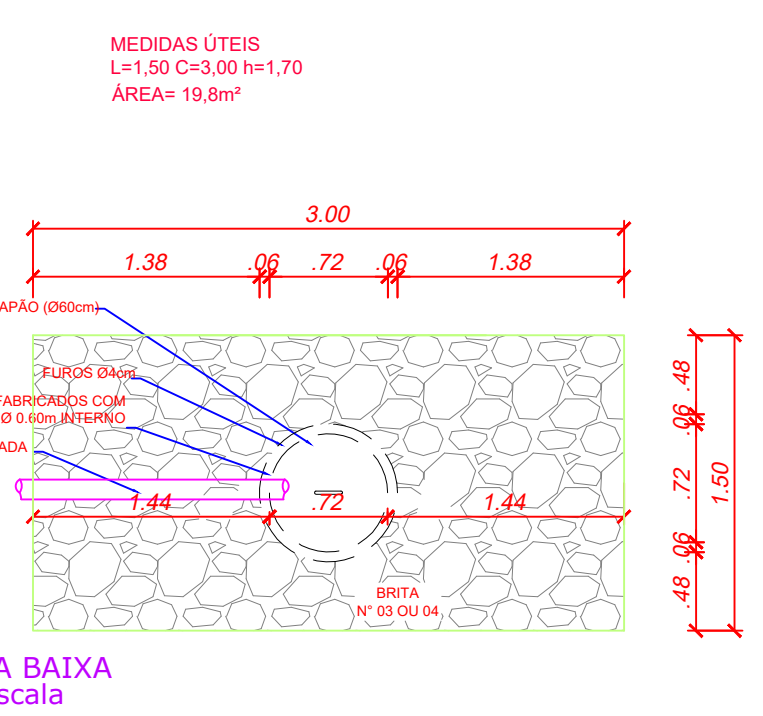 MEDIDAS ÚTEIS
L=1,50 C=3,00 h=1,70
ÁREA= 19,8m²
3.00
1.38 .06 .72 .06 1.38
APÃO (Ø60cm)
FUROS Ø4cm
FABRICADOS COM
Ø 0.60m INTERNO
ADA
1.44 .72 1.44
BRITA
N° 03 OU 04
.48
.06
.72
.06
.48
1.50
A BAIXA
scala